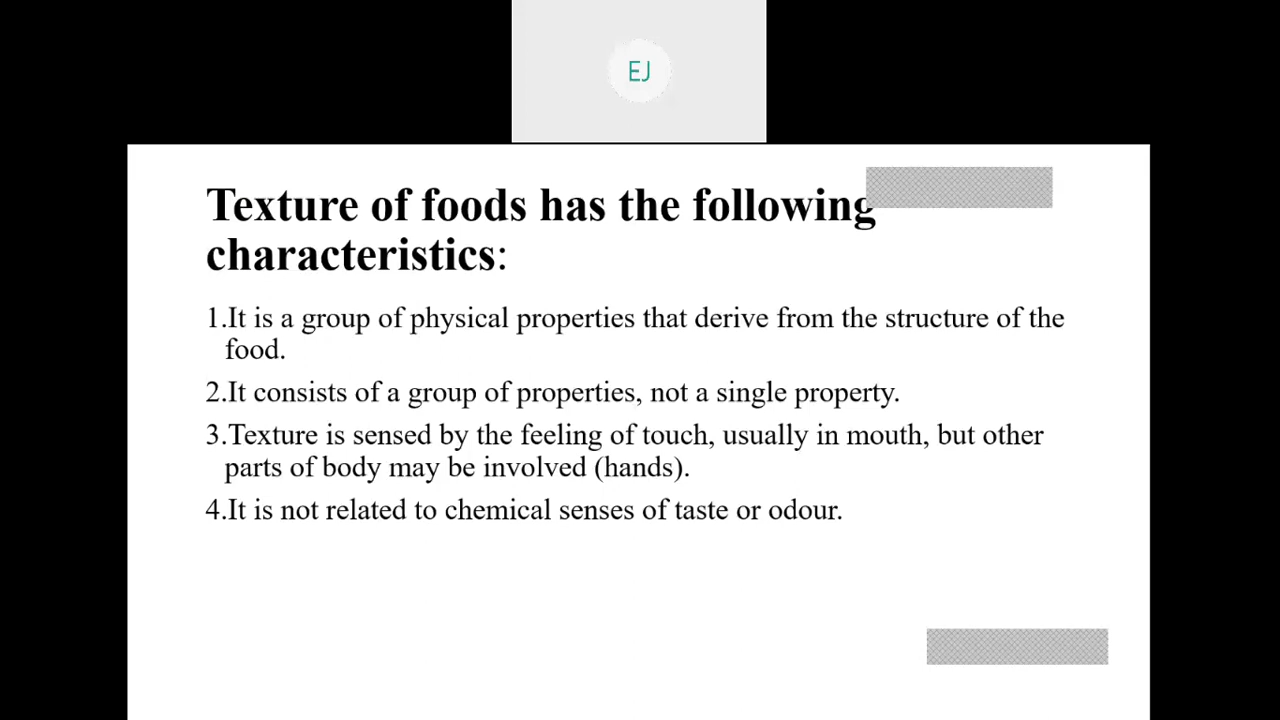 EJ
Texture of foods has the following
characteristics:
1.It is a group of physical properties that derive from the structure of the
food.
2.It consists of a group of properties, not a single property.
3.Texture is sensed by the feeling of touch, usually in mouth, but other
parts of body may be involved (hands).
4.It is not related to chemical senses of taste or odour.